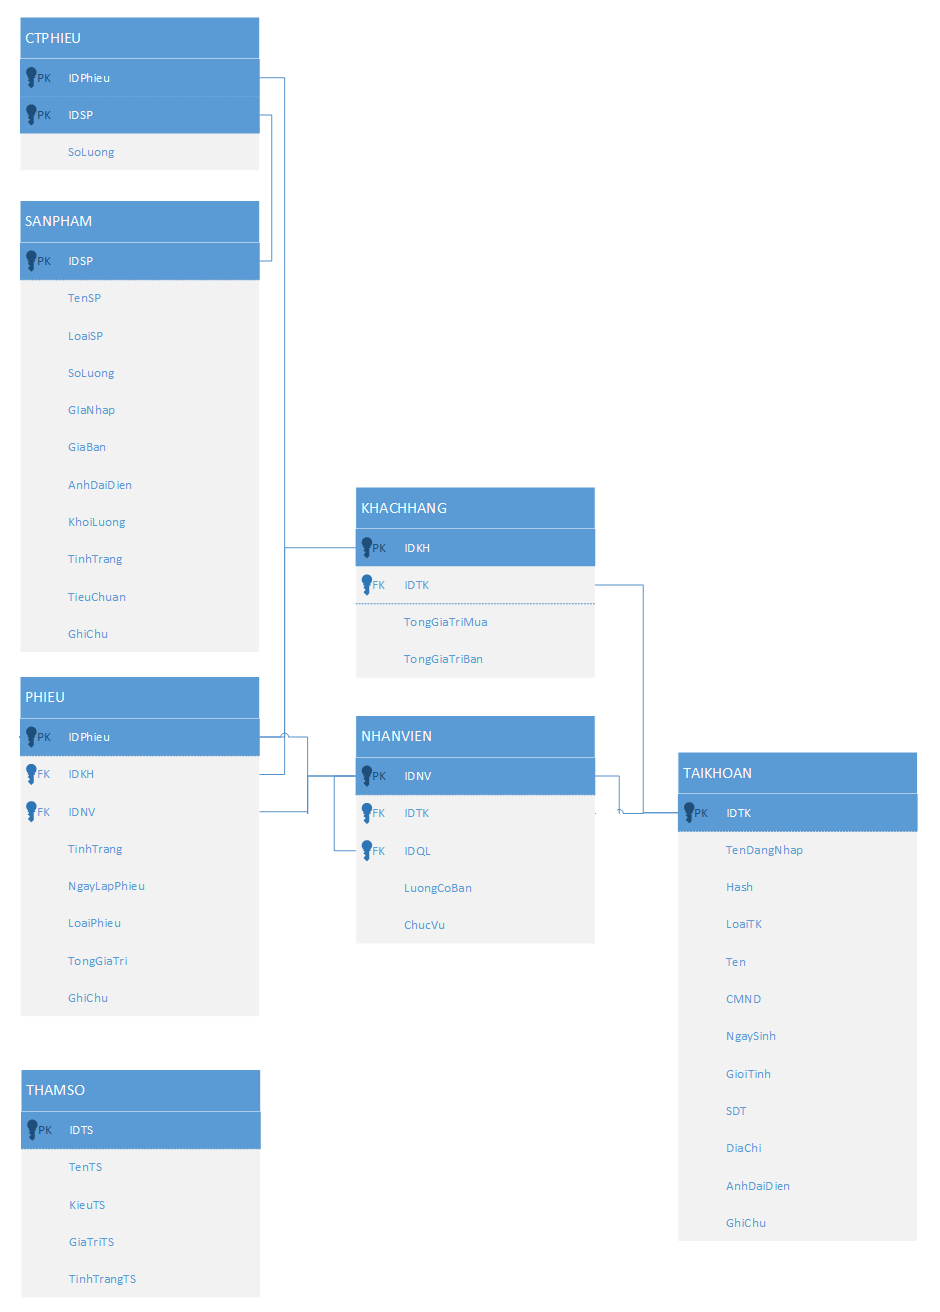 CTPHIEU
PK IDPhieu
PK IDSP
SoLuong
SANPHAM
PK IDSP
TenSP
LoaiSP
SoLuong
GIaNhap
GiaBan
AnhDaiDien
KhoiLuong
TinhTrang
TieuChuan
GhiChu
PHIEU
PK IDPhieu
FK IDKH
FK IDNV
TinhTrang
NgayLapPhieu
LoaiPhieu
TongGiaTri
GhiChu
THAMSO
PK IDTS
TenTS
KieuTS
GiaTriTS
TinhTrangTS
KHACHHANG
PK IDKH
FK IDTK
TongGiaTriMua
TongGiaTriBan
NHANVIEN
PK IDNV
FK IDTK
FK IDQL
LuongCoBan
ChucVu
TAIKHOAN
PK IDTK
TenDangNhap
Hash
LoaiTK
Ten
CMND
NgaySinh
GioiTinh
SDT
DiaChi
AnhDaiDien
GhiChu